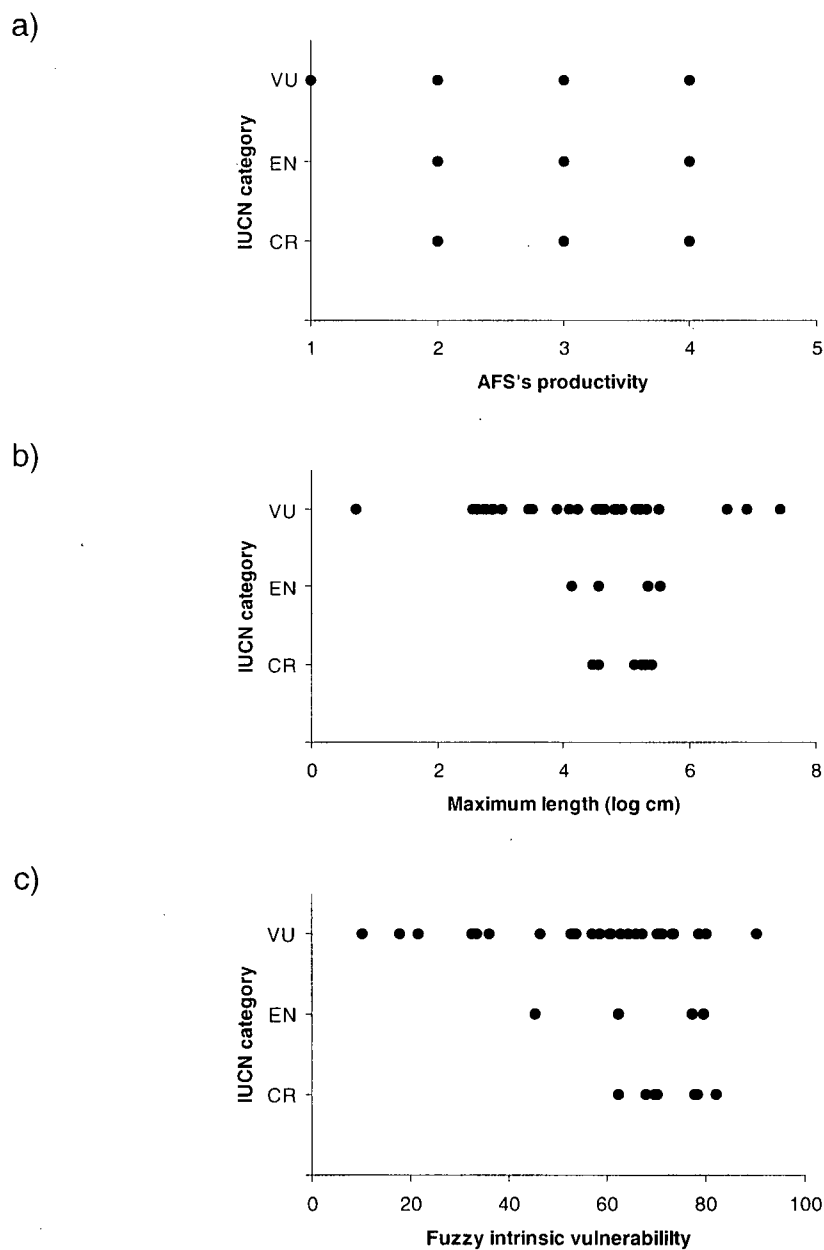 a)
IUCN category
VU
EN
CR
1 2 3 4 5
AFS's productivity
b)
IUCN category
VU
EN
CR
0 2 4 6 8
Maximum length (log cm)
c)
IUCN category
VU
EN
CR
0 20 40 60 80 100
Fuzzy intrinsic vulnerabililty